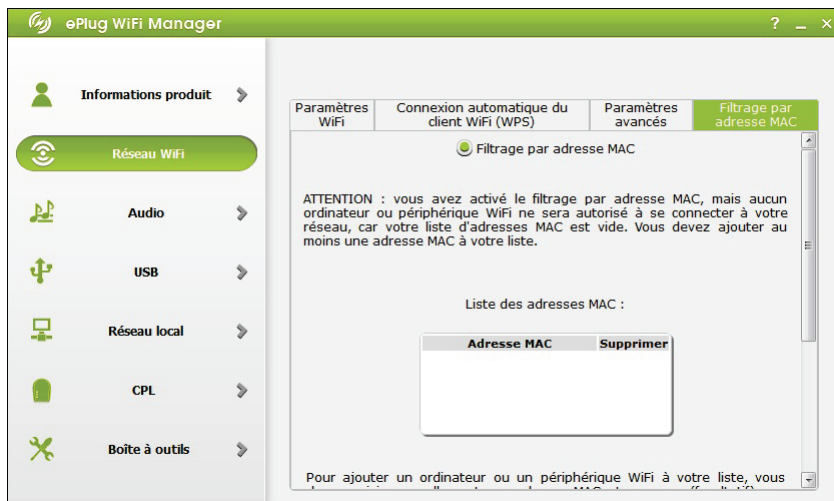 ePlug WiFi Manager
? _ ×
Informations produit
Réseau WiFi
Audio
USB
Réseau local
CPL
Boîte à outils
Paramètres WiFi
Connexion automatique du client WiFi (WPS)
Paramètres avancés
Filtrage par adresse MAC
Filtrage par adresse MAC
ATTENTION : vous avez activé le filtrage par adresse MAC, mais aucun
ordinateur ou périphérique WiFi ne sera autorisé à se connecter à votre
réseau, car votre liste d'adresses MAC est vide. Vous devez ajouter au
moins une adresse MAC à votre liste.
Liste des adresses MAC :
Adresse MAC Supprimer
Pour ajouter un ordinateur ou un périphérique WiFi à votre liste, vous